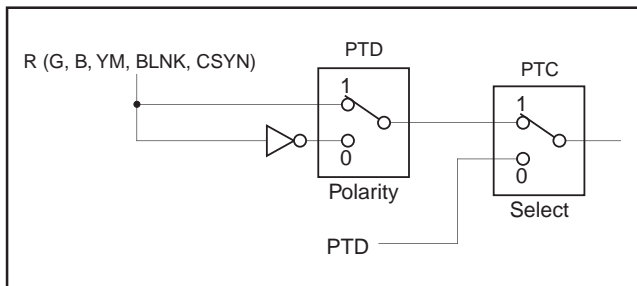 R (G, B, YM, BLNK, CSYN)
PTD
1
0
Polarity
PTC
1
0
Select
PTD